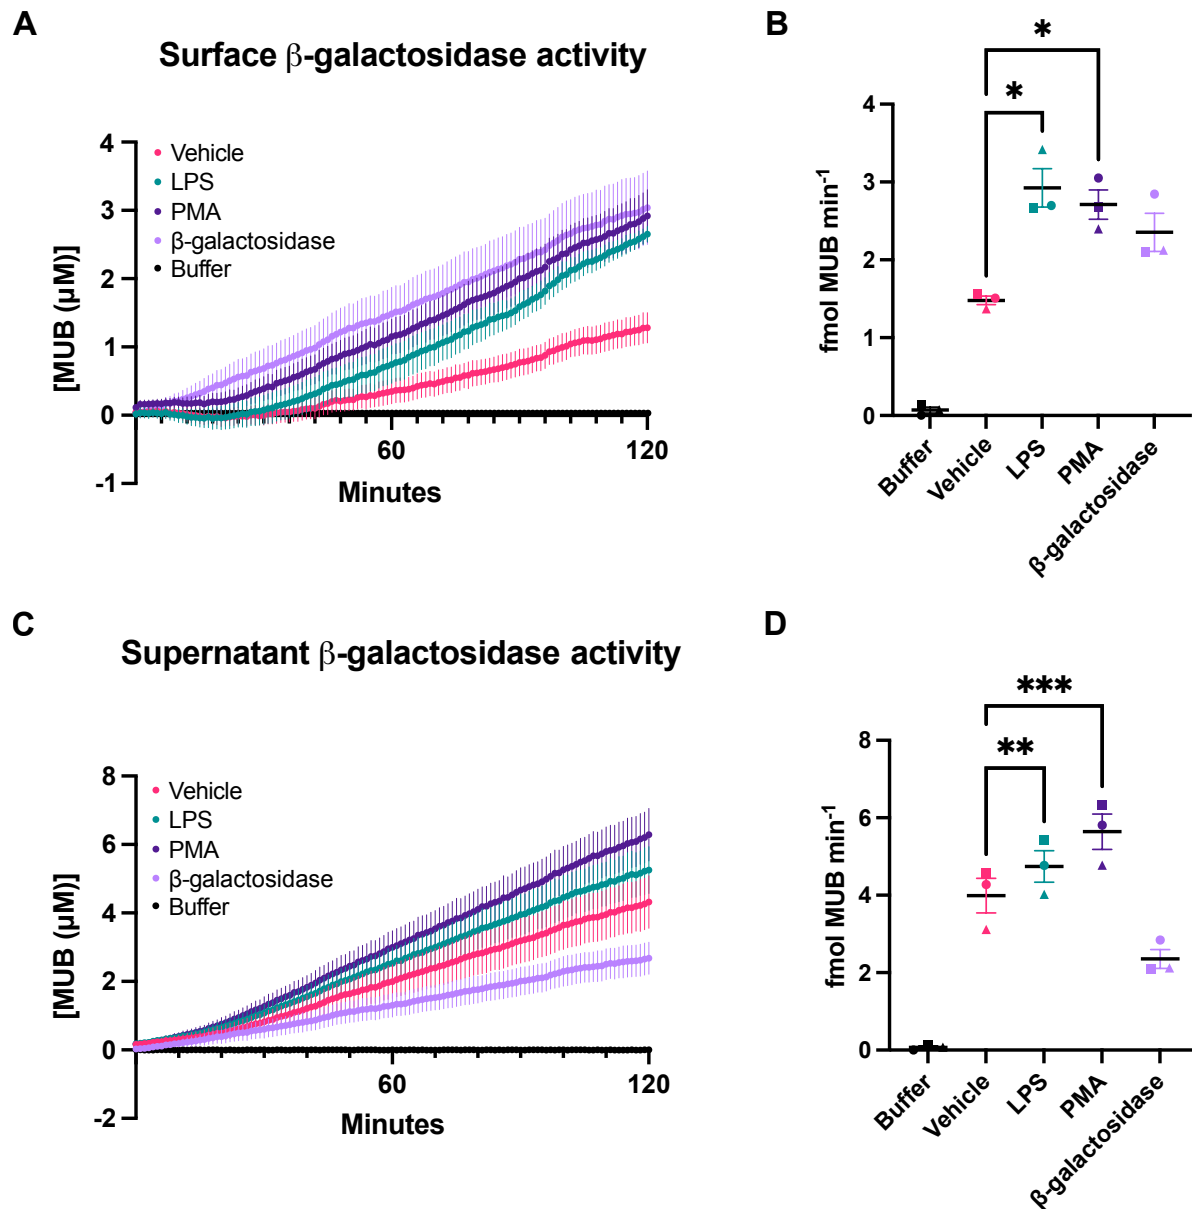 A
Surface β-galactosidase activity
4
3
2
1
0
-1
[MUB (µM)]
Vehicle
LPS
PMA
β-galactosidase
Buffer
60
120
Minutes
B
*
*
4
3
2
1
0
fmol MUB min-1
Buffer
Vehicle
LPS
PMA
β-galactosidase
C
Supernatant β-galactosidase activity
8
6
4
2
0
-2
[MUB (µM)]
Vehicle
LPS
PMA
β-galactosidase
Buffer
60
120
Minutes
D
***
**
8
6
4
2
0
fmol MUB min-1
Buffer
Vehicle
LPS
PMA
β-galactosidase